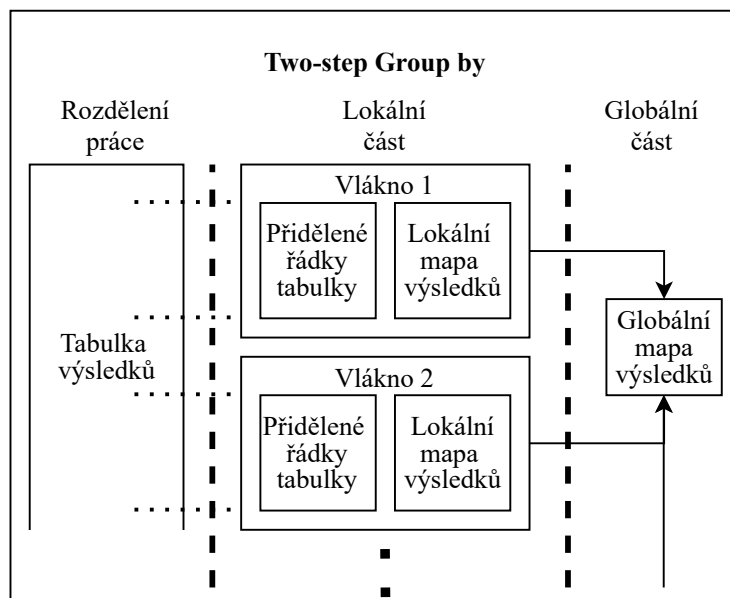 Two-step Group by
Rozdělení
práce
Lokální
část
Globální
část
Tabulka
výsledků
Vlákno 1
Přidělené
řádky
tabulky
Lokální
mapa
výsledků
Vlákno 2
Přidělené
řádky
tabulky
Lokální
mapa
výsledků
Globální
mapa
výsledků